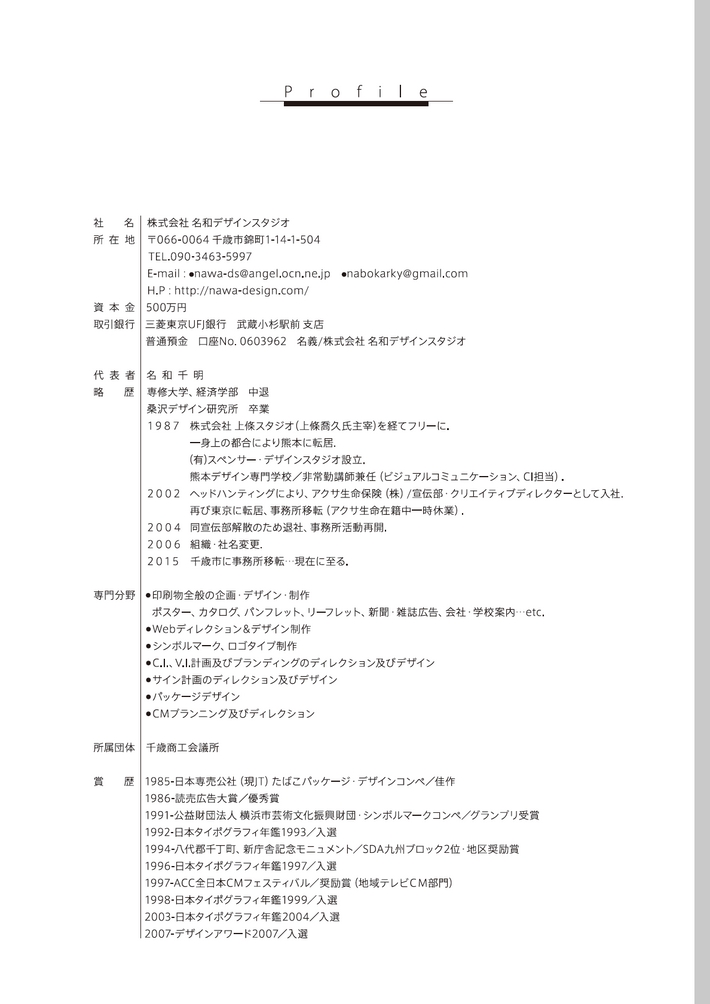 Profile
社名 株式会社 名和デザインスタジオ
所在地 〒066-0064 千歳市錦町1-14-1-504
TEL.090-3463-5997
E-mail : ●nawa-ds@angel.ocn.ne.jp ●nabokarky@gmail.com
H.P : http://nawa-design.com/
資本金 500万円
取引銀行 三菱東京UFJ銀行 武蔵小杉駅前 支店
普通預金 口座No. 0603962 名義/株式会社 名和デザインスタジオ
代表者 名和千明
略歴 専修大学、経済学部 中退
桑沢デザイン研究所 卒業
1987 株式会社 上條スタジオ(上條喬久氏主宰)を経てフリーに.
一身上の都合により熊本に転居.
(有)スペンサー・デザインスタジオ設立.
熊本デザイン専門学校／非常勤講師兼任(ビジュアルコミュニケーション、CI担当).
2002 ヘッドハンティングにより、アクサ生命保険(株)/宣伝部・クリエイティブディレクターとして入社.
再び東京に転居、事務所移転(アクサ生命在籍中一時休業).
2004 同宣伝部解散のため退社、事務所活動再開.
2006 組織・社名変更.
2015 千歳市に事務所移転…現在に至る.
専門分野 ●印刷物全般の企画・デザイン・制作
ポスター、カタログ、パンフレット、リーフレット、新聞・雑誌広告、会社・学校案内…etc.
●Webディレクション&デザイン制作
●シンボルマーク、ロゴタイプ制作
●C.I.、V.I.計画及びブランディングのディレクション及びデザイン
●サイン計画のディレクション及びデザイン
●パッケージデザイン
●CMプランニング及びディレクション
所属団体 千歳商工会議所
賞歴 1985-日本専売公社(現JT)たばこパッケージ・デザインコンペ／佳作
1986-読売広告大賞／優秀賞
1991-公益財団法人 横浜市芸術文化振興財団・シンボルマークコンペ／グランプリ受賞
1992-日本タイポグラフィ年鑑1993／入選
1994-八代郡千丁町、新庁舎記念モニュメント／SDA九州ブロック2位・地区奨励賞
1996-日本タイポグラフィ年鑑1997／入選
1997-ACC全日本CMフェスティバル／奨励賞(地域テレビCM部門)
1998-日本タイポグラフィ年鑑1999／入選
2003-日本タイポグラフィ年鑑2004／入選
2007-デザインアワード2007／入選